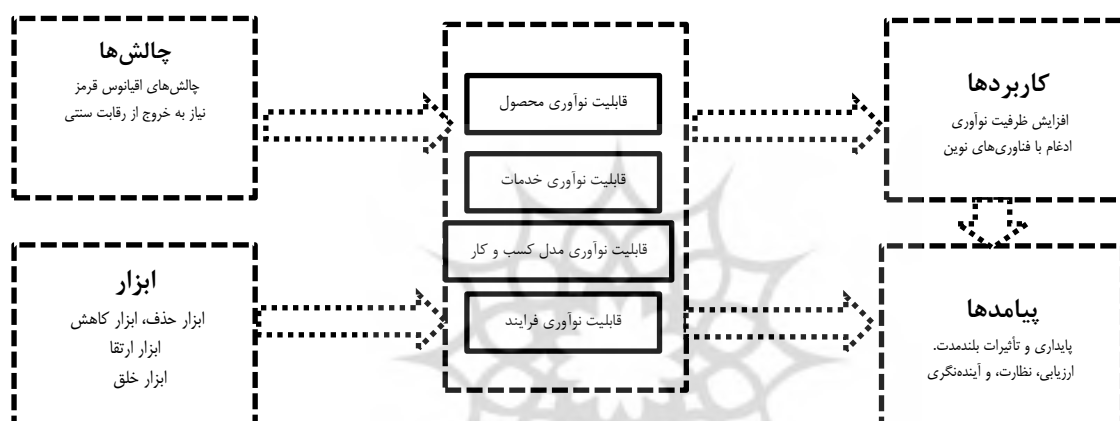 چالش‌ها
چالش‌های اقیانوس قرمز
نیاز به خروج از رقابت سنتی
ابزار
ابزار حذف، ابزار کاهش
ابزار ارتقا
ابزار خلق
قابلیت نوآوری محصول
قابلیت نوآوری خدمات
قابلیت نوآوری مدل کسب و کار
قابلیت نوآوری فرایند
کاربردها
افزایش ظرفیت نوآوری
ادغام با فناوری‌های نوین
پیامدها
پایداری و تأثیرات بلندمدت.
ارزیابی، نظارت، و آینده‌نگری